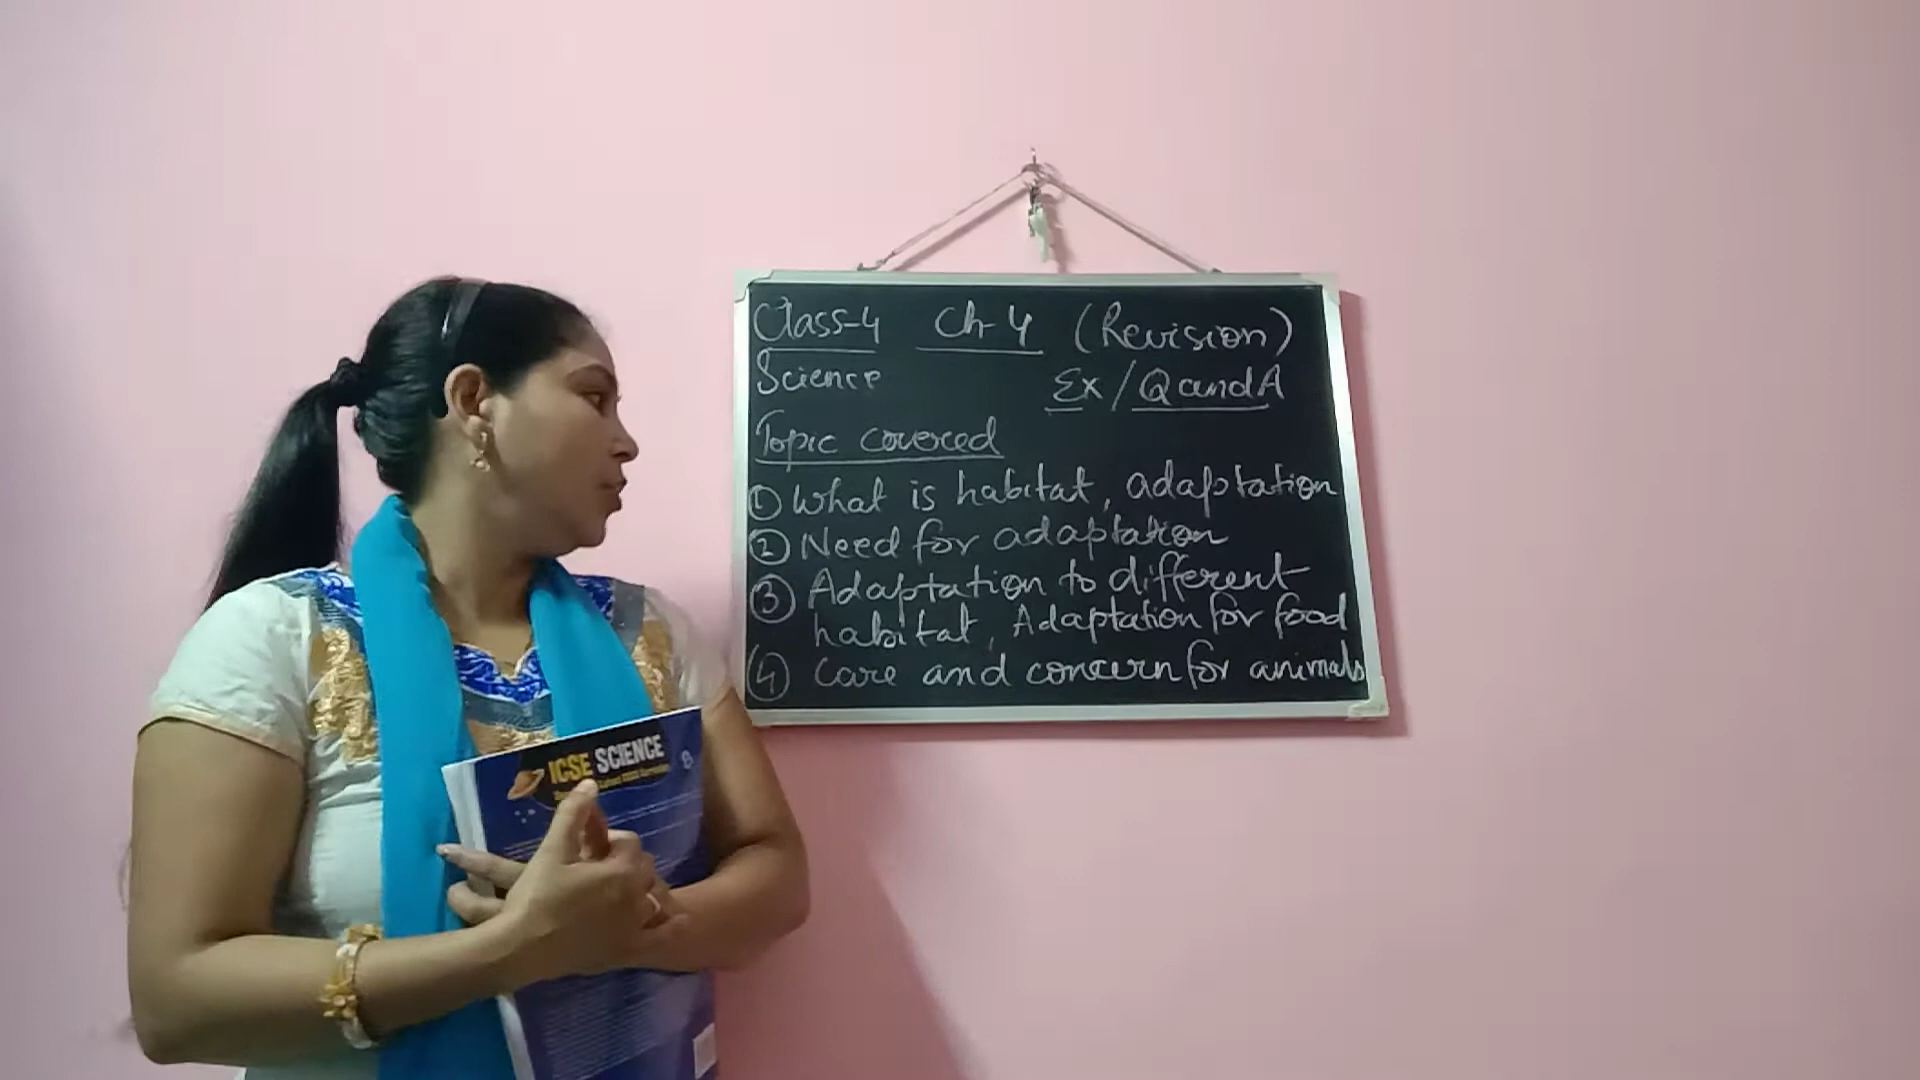 Class-4 Ch-4 (Revision)
Science Ex/Q and A
Topic covered
① What is habitat, adaptation
② Need for adaptation
③ Adaptation to different
habitat, Adaptation for food
④ Care and concern for animals
ICSE SCIENCE
8